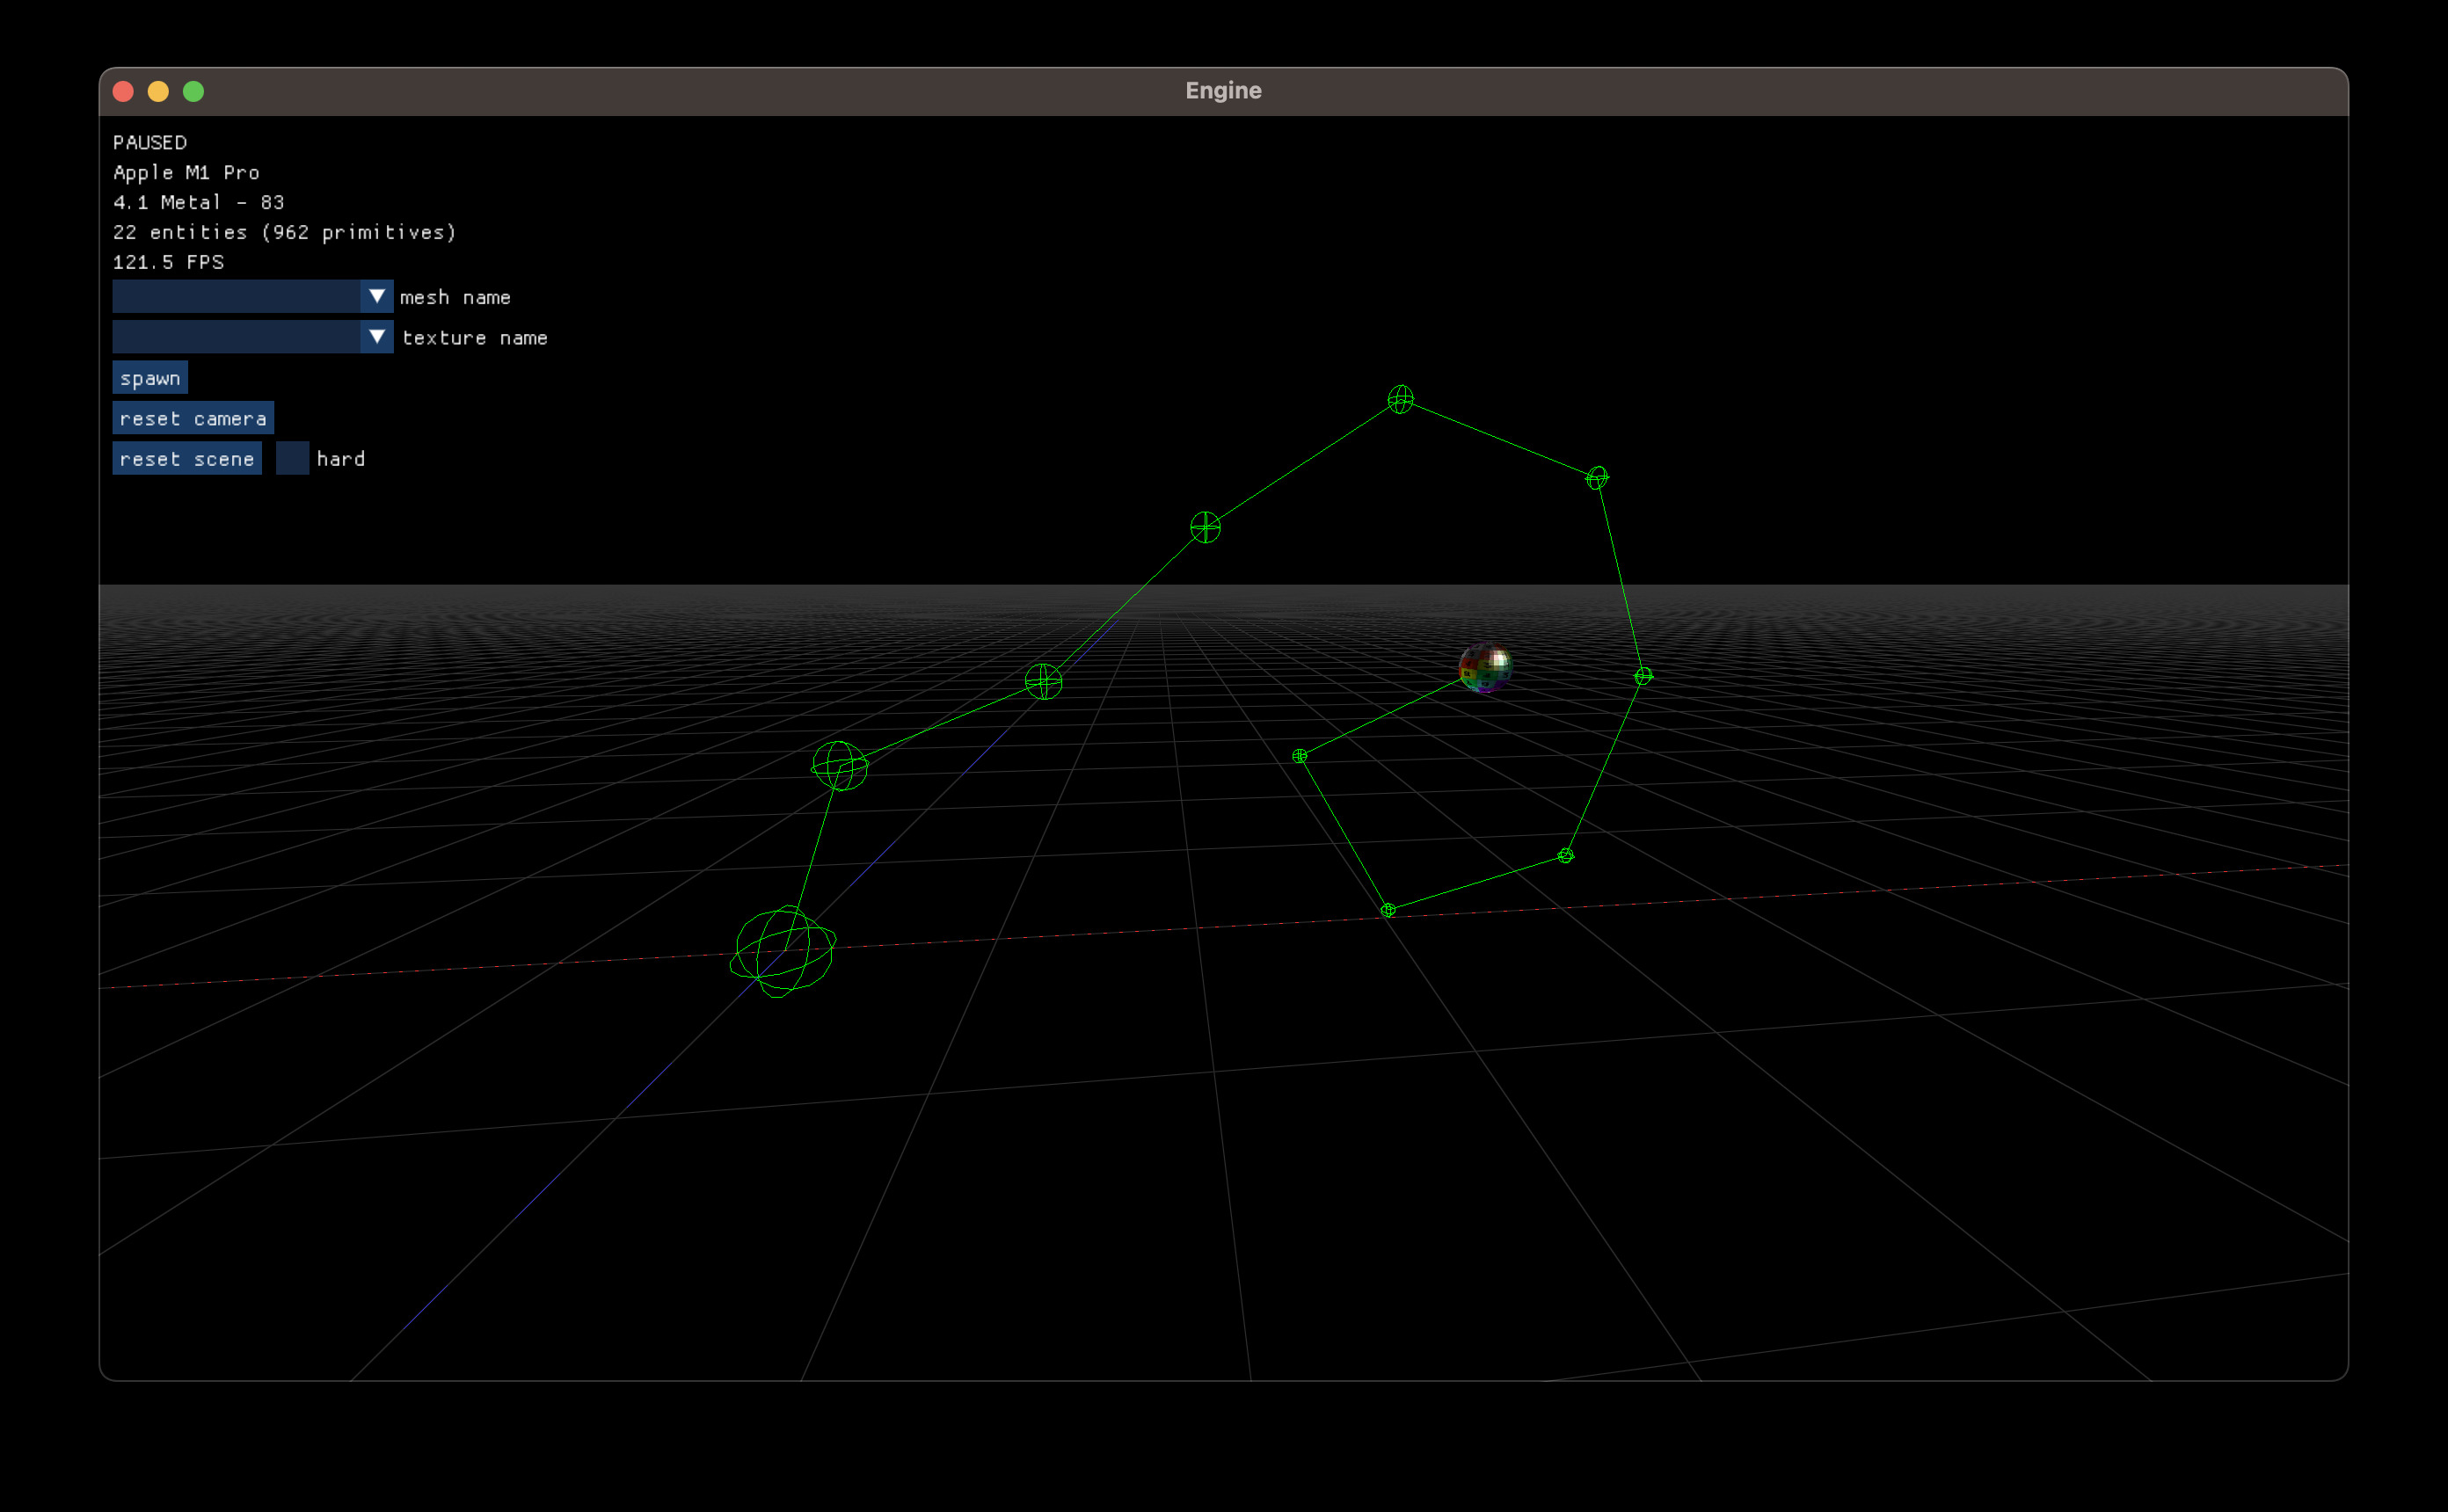 Engine
PAUSED
Apple M1 Pro
4.1 Metal - 83
22 entities (962 primitives)
121.5 FPS
mesh name
texture name
spawn
reset camera
reset scene hard